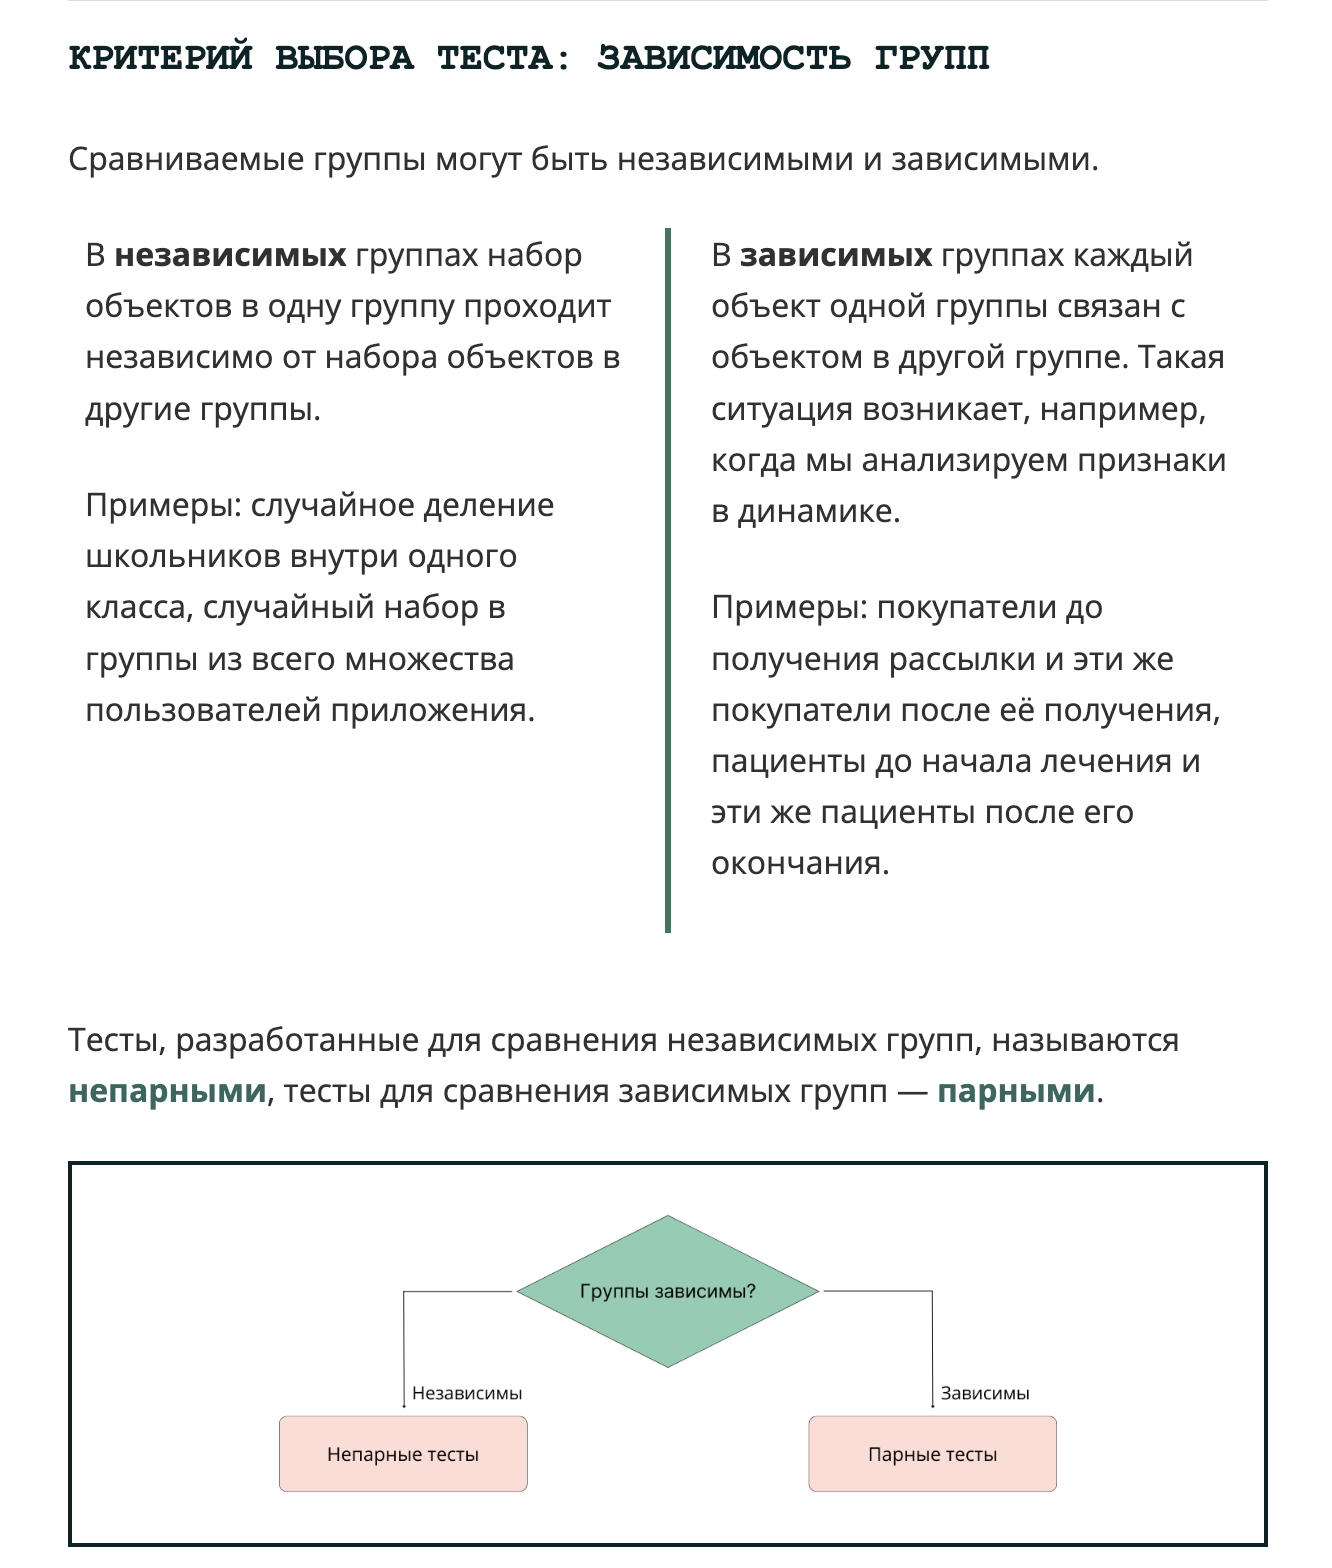 КРИТЕРИЙ ВЫБОРА ТЕСТА: ЗАВИСИМОСТЬ ГРУПП
Сравниваемые группы могут быть независимыми и зависимыми.
В независимых группах набор
объектов в одну группу проходит
независимо от набора объектов в
другие группы.
Примеры: случайное деление
школьников внутри одного
класса, случайный набор в
группы из всего множества
пользователей приложения.
В зависимых группах каждый
объект одной группы связан с
объектом в другой группе. Такая
ситуация возникает, например,
когда мы анализируем признаки
в динамике.
Примеры: покупатели до
получения рассылки и эти же
покупатели после её получения,
пациенты до начала лечения и
эти же пациенты после его
окончания.
Тесты, разработанные для сравнения независимых групп, называются
непарными, тесты для сравнения зависимых групп — парными.
Группы зависимы?
Независимы
Зависимы
Непарные тесты
Парные тесты